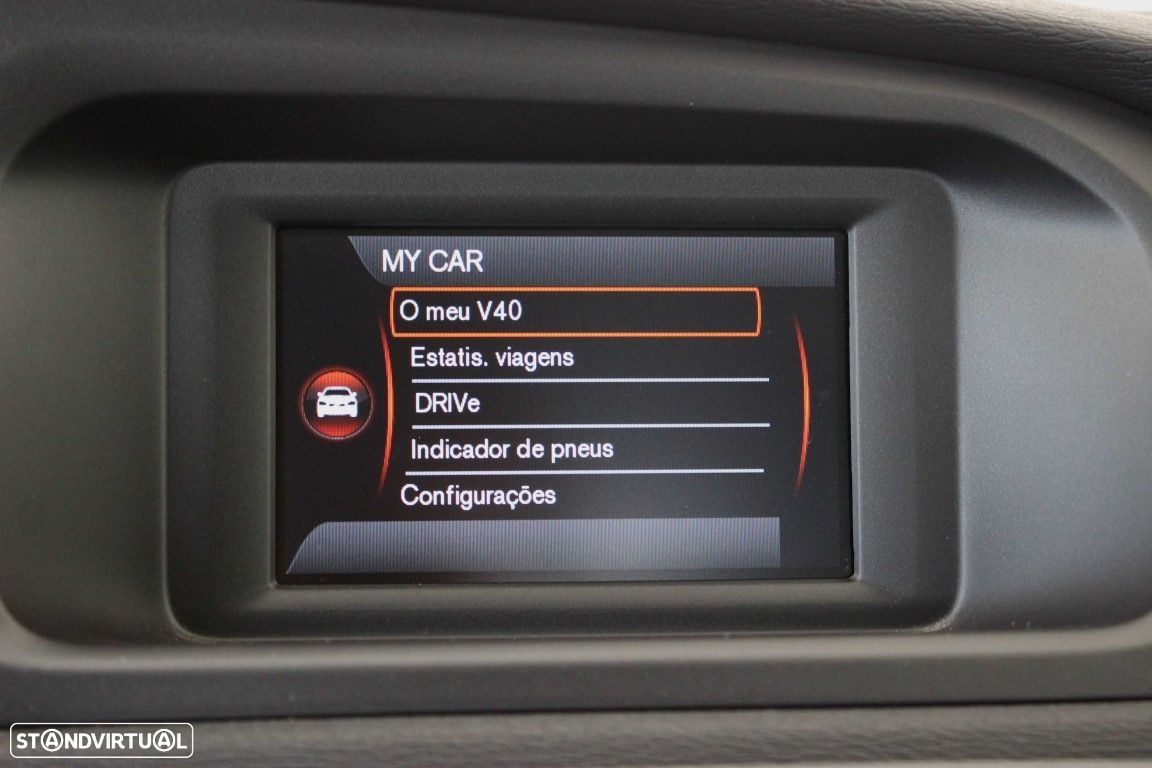 MY CAR
O meu V40
Estatis. viagens
DRIVe
Indicador de pneus
Configurações
STANDVIRTUAL